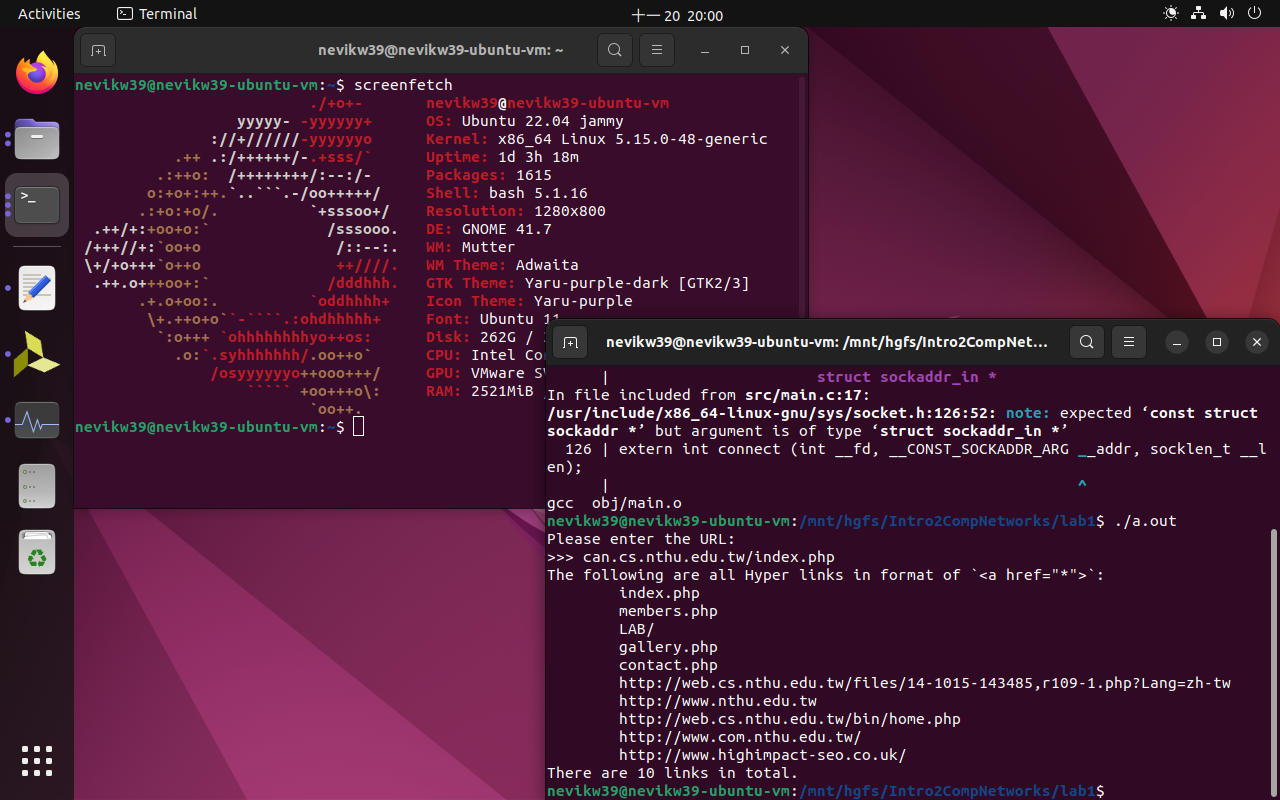 Activities
Terminal
十一 20 20:00
nevikw39@nevikw39-ubuntu-vm: ~
nevikw39@nevikw39-ubuntu-vm:~$ screenfetch
./+o+- nevikw39@nevikw39-ubuntu-vm
yyyyy- -yyyyyy+ OS: Ubuntu 22.04 jammy
://+//////-yyyyyyo Kernel: x86_64 Linux 5.15.0-48-generic
.++ .:/++++++/-.+sss/` Uptime: 1d 3h 18m
.:++o: /++++++++/:--:/- Packages: 1615
o:+o+:++.`..```.-/oo+++++/ Shell: bash 5.1.16
.:+o:+o/. `+sssoo+/ Resolution: 1280x800
.++/+:+oo+o:` /sssooo. DE: GNOME 41.7
/+++//+:`oo+o /::--:. WM: Mutter
\+/+o+++`o++o ++////. WM Theme: Adwaita
.++.o+++oo+:` /dddhhh. GTK Theme: Yaru-purple-dark [GTK2/3]
.+.o+oo:. `oddhhhh+ Icon Theme: Yaru-purple
\+.++o+o``-````.:ohdhhhhh+ Font: Ubuntu 11
`:o+++ `ohhhhhhhhyo++os: Disk: 262G /
.o:`.syhhhhhhh/.oo++o` CPU: Intel Co
/osyyyyyyo++ooo+++/ GPU: VMware
````` +oo+++o\: RAM: 2521MiB
`oo++.
nevikw39@nevikw39-ubuntu-vm:~$
nevikw39@nevikw39-ubuntu-vm: /mnt/hgfs/Intro2CompNet...
| struct sockaddr_in *
In file included from src/main.c:17:
/usr/include/x86_64-linux-gnu/sys/socket.h:126:52: note: expected ‘const struct
sockaddr *’ but argument is of type ‘struct sockaddr_in *’
126 | extern int connect (int __fd, __CONST_SOCKADDR_ARG __addr, socklen_t __l
en);
| ^
gcc  obj/main.o
nevikw39@nevikw39-ubuntu-vm:/mnt/hgfs/Intro2CompNetworks/lab1$ ./a.out
Please enter the URL:
>>> can.cs.nthu.edu.tw/index.php
The following are all Hyper links in format of `<a href="*">`:
index.php
members.php
LAB/
gallery.php
contact.php
http://web.cs.nthu.edu.tw/files/14-1015-143485,r109-1.php?Lang=zh-tw
http://www.nthu.edu.tw
http://web.cs.nthu.edu.tw/bin/home.php
http://www.com.nthu.edu.tw/
http://www.highimpact-seo.co.uk/
There are 10 links in total.
nevikw39@nevikw39-ubuntu-vm:/mnt/hgfs/Intro2CompNetworks/lab1$